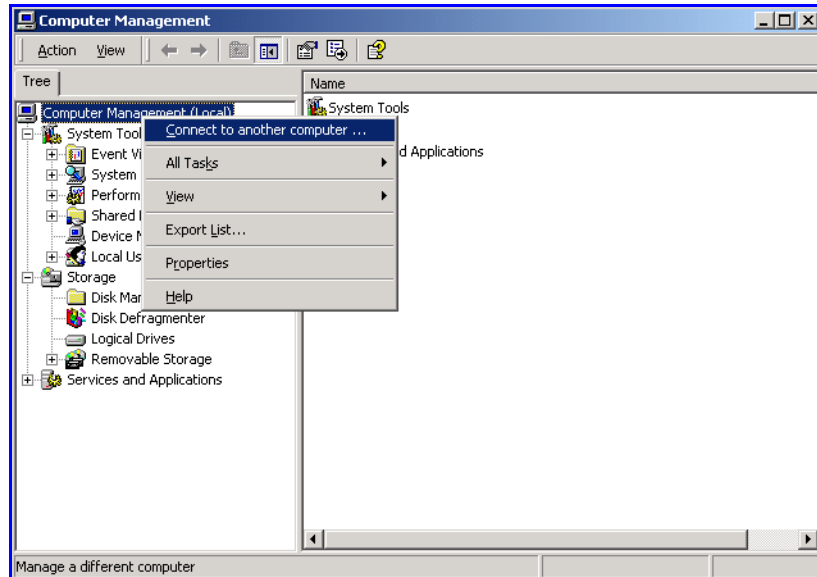 Computer Management
Action View
Tree
Name
Computer Management (Local)
System Tools
System Tool
Connect to another computer ...
Event Vi
d Applications
System
All Tasks
Perform
View
Shared
Export List...
Device
Local Us
Properties
Storage
Disk Mar
Help
Disk Defragmenter
Logical Drives
Removable Storage
Services and Applications
Manage a different computer